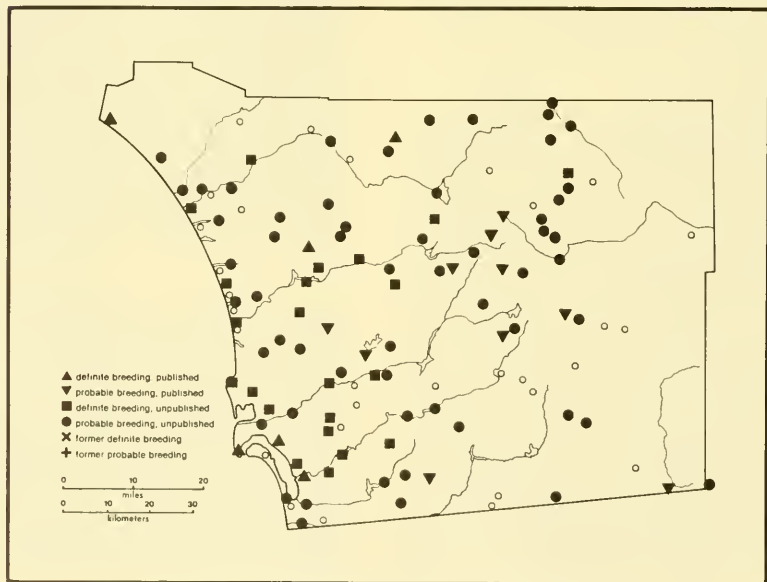 definite breeding, published
probable breeding, published
definite breeding, unpublished
probable breeding, unpublished
former definite breeding
former probable breeding
0 10 20
miles
0 10 20 30
kilometers